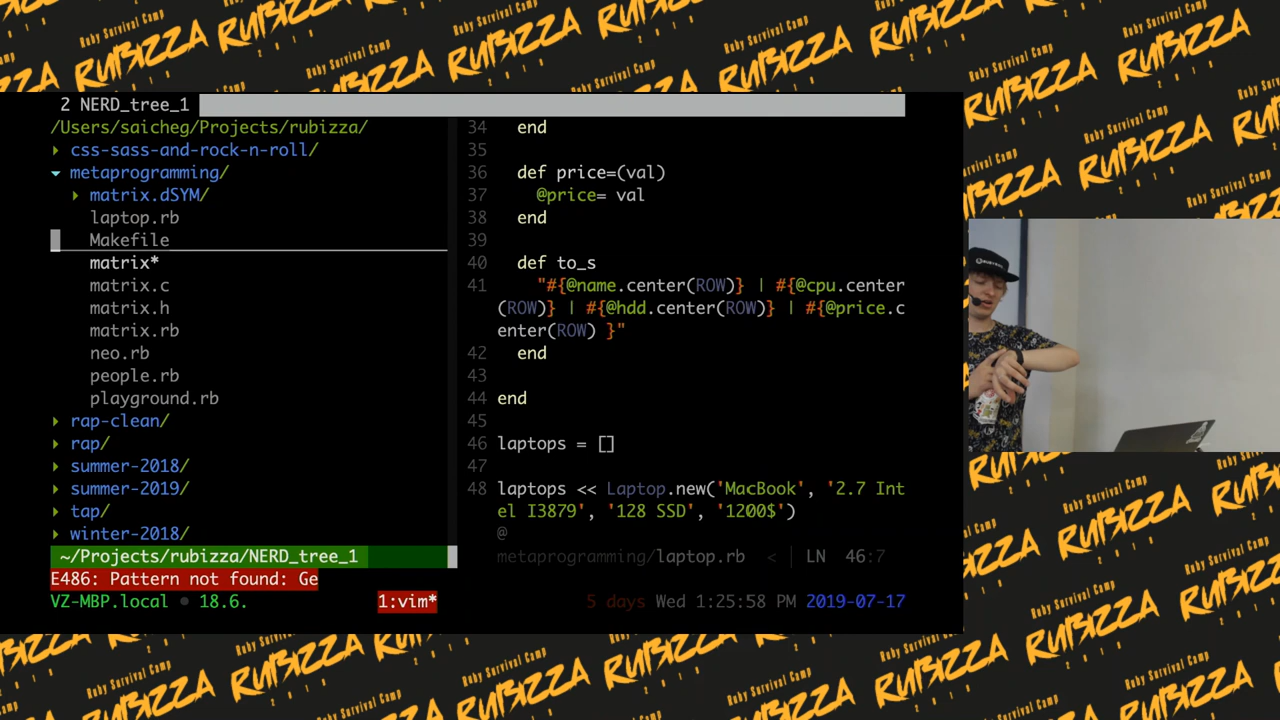 Ruby Survival Camp
RUBIZZA
2019
2 NERD_tree_1
/Users/saicheg/Projects/rubizza/
▸ css-sass-and-rock-n-roll/
▾ metaprogramming/
▸ matrix.dSYM/
laptop.rb
Makefile
matrix*
matrix.c
matrix.h
matrix.rb
neo.rb
people.rb
playground.rb
▸ rap-clean/
▸ rap/
▸ summer-2018/
▸ summer-2019/
▸ tap/
▸ winter-2018/
~/Projects/rubizza/NERD_tree_1
E486: Pattern not found: Ge
34 end
35
36 def price=(val)
37 @price= val
38 end
39
40 def to_s
41 "#{@name.center(ROW)} | #{@cpu.center
(ROW)} | #{@hdd.center(ROW)} | #{@price.c
enter(ROW) }"
42 end
43
44 end
45
46 laptops = []
47
48 laptops << Laptop.new('MacBook', '2.7 Int
el I3879', '128 SSD', '1200$')
@
metaprogramming/laptop.rb < | LN 46:7
VZ-MBP.local • 18.6. 1:vim* 5 days Wed 1:25:58 PM 2019-07-17